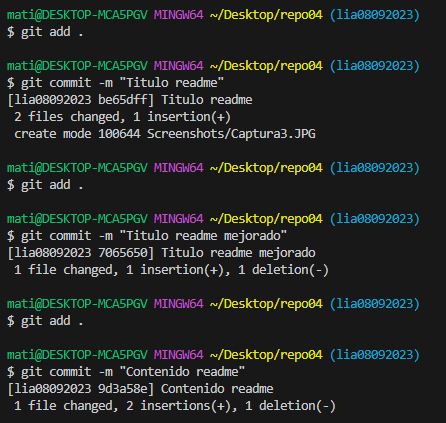 mati@DESKTOP-MCA5PGV MINGW64 ~/Desktop/repo04 (lia08092023)
$ git add .
mati@DESKTOP-MCA5PGV MINGW64 ~/Desktop/repo04 (lia08092023)
$ git commit -m "Titulo readme"
[lia08092023 be65dff] Titulo readme
 2 files changed, 1 insertion(+)
 create mode 100644 Screenshots/Captura3.JPG
mati@DESKTOP-MCA5PGV MINGW64 ~/Desktop/repo04 (lia08092023)
$ git add .
mati@DESKTOP-MCA5PGV MINGW64 ~/Desktop/repo04 (lia08092023)
$ git commit -m "Titulo readme mejorado"
[lia08092023 7065650] Titulo readme mejorado
 1 file changed, 1 insertion(+), 1 deletion(-)
mati@DESKTOP-MCA5PGV MINGW64 ~/Desktop/repo04 (lia08092023)
$ git add .
mati@DESKTOP-MCA5PGV MINGW64 ~/Desktop/repo04 (lia08092023)
$ git commit -m "Contenido readme"
[lia08092023 9d3a58e] Contenido readme
 1 file changed, 2 insertions(+), 1 deletion(-)